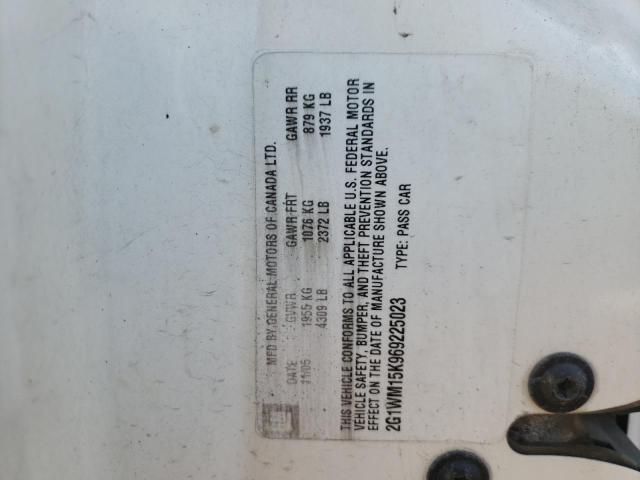 MFD BY GENERAL MOTORS OF CANADA LTD.
DATE GVWR GAWR FRT GAWR RR
11/05 1955 KG 1076 KG 879 KG
4309 LB 2372 LB 1937 LB
THIS VEHICLE CONFORMS TO ALL APPLICABLE U.S. FEDERAL MOTOR
VEHICLE SAFETY, BUMPER, AND THEFT PREVENTION STANDARDS IN
EFFECT ON THE DATE OF MANUFACTURE SHOWN ABOVE.
2G1WM15K969225023 TYPE: PASS CAR